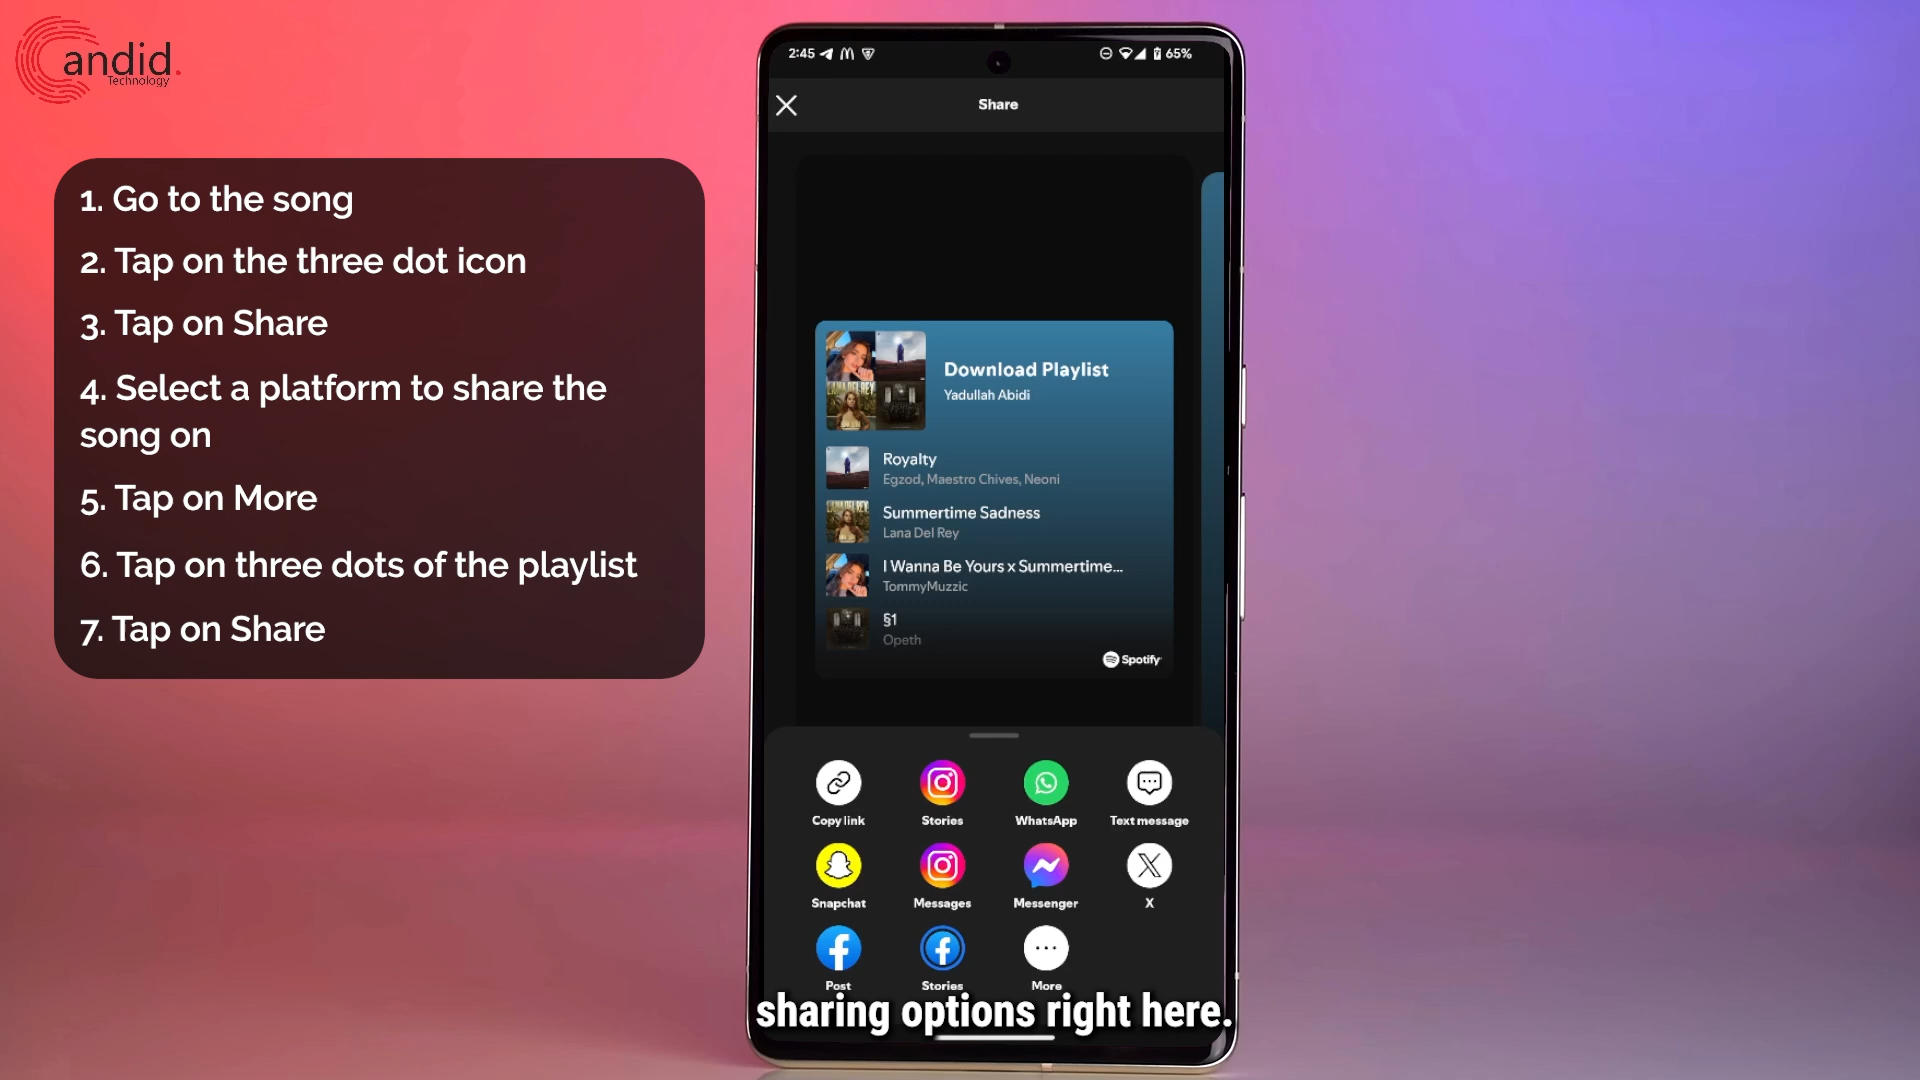 Candid.
Technology
1. Go to the song
2. Tap on the three dot icon
3. Tap on Share
4. Select a platform to share the
song on
5. Tap on More
6. Tap on three dots of the playlist
7. Tap on Share
2:45
65%
Share
Download Playlist
Yadullah Abidi
LANA DEL REY
Royalty
Egzod, Maestro Chives, Neoni
Summertime Sadness
Lana Del Rey
I Wanna Be Yours x Summertime...
TommyMuzzic
§1
Opeth
Spotify
Copy link
Stories
WhatsApp
Text message
Snapchat
Messages
Messenger
X
Post
Stories
More
sharing options right here.